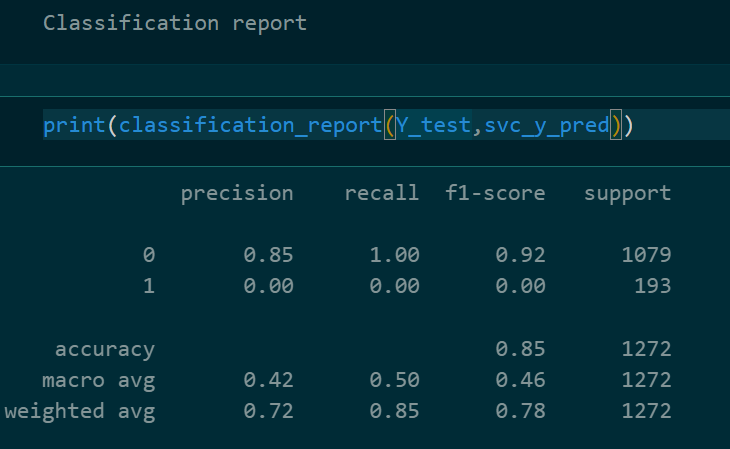 Classification report
print(classification_report(Y_test,svc_y_pred))
precision recall f1-score support
0 0.85 1.00 0.92 1079
1 0.00 0.00 0.00 193
accuracy 0.85 1272
macro avg 0.42 0.50 0.46 1272
weighted avg 0.72 0.85 0.78 1272